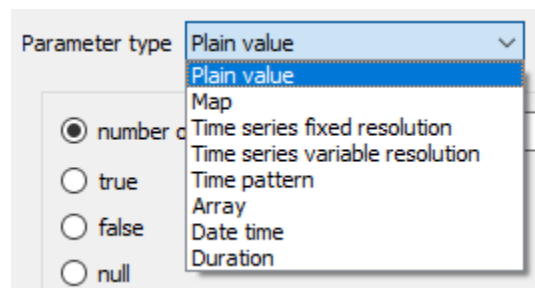 Parameter type Plain value
Plain value
Map
number
Time series fixed resolution
Time series variable resolution
true
Time pattern
Array
false
Date time
Duration
null